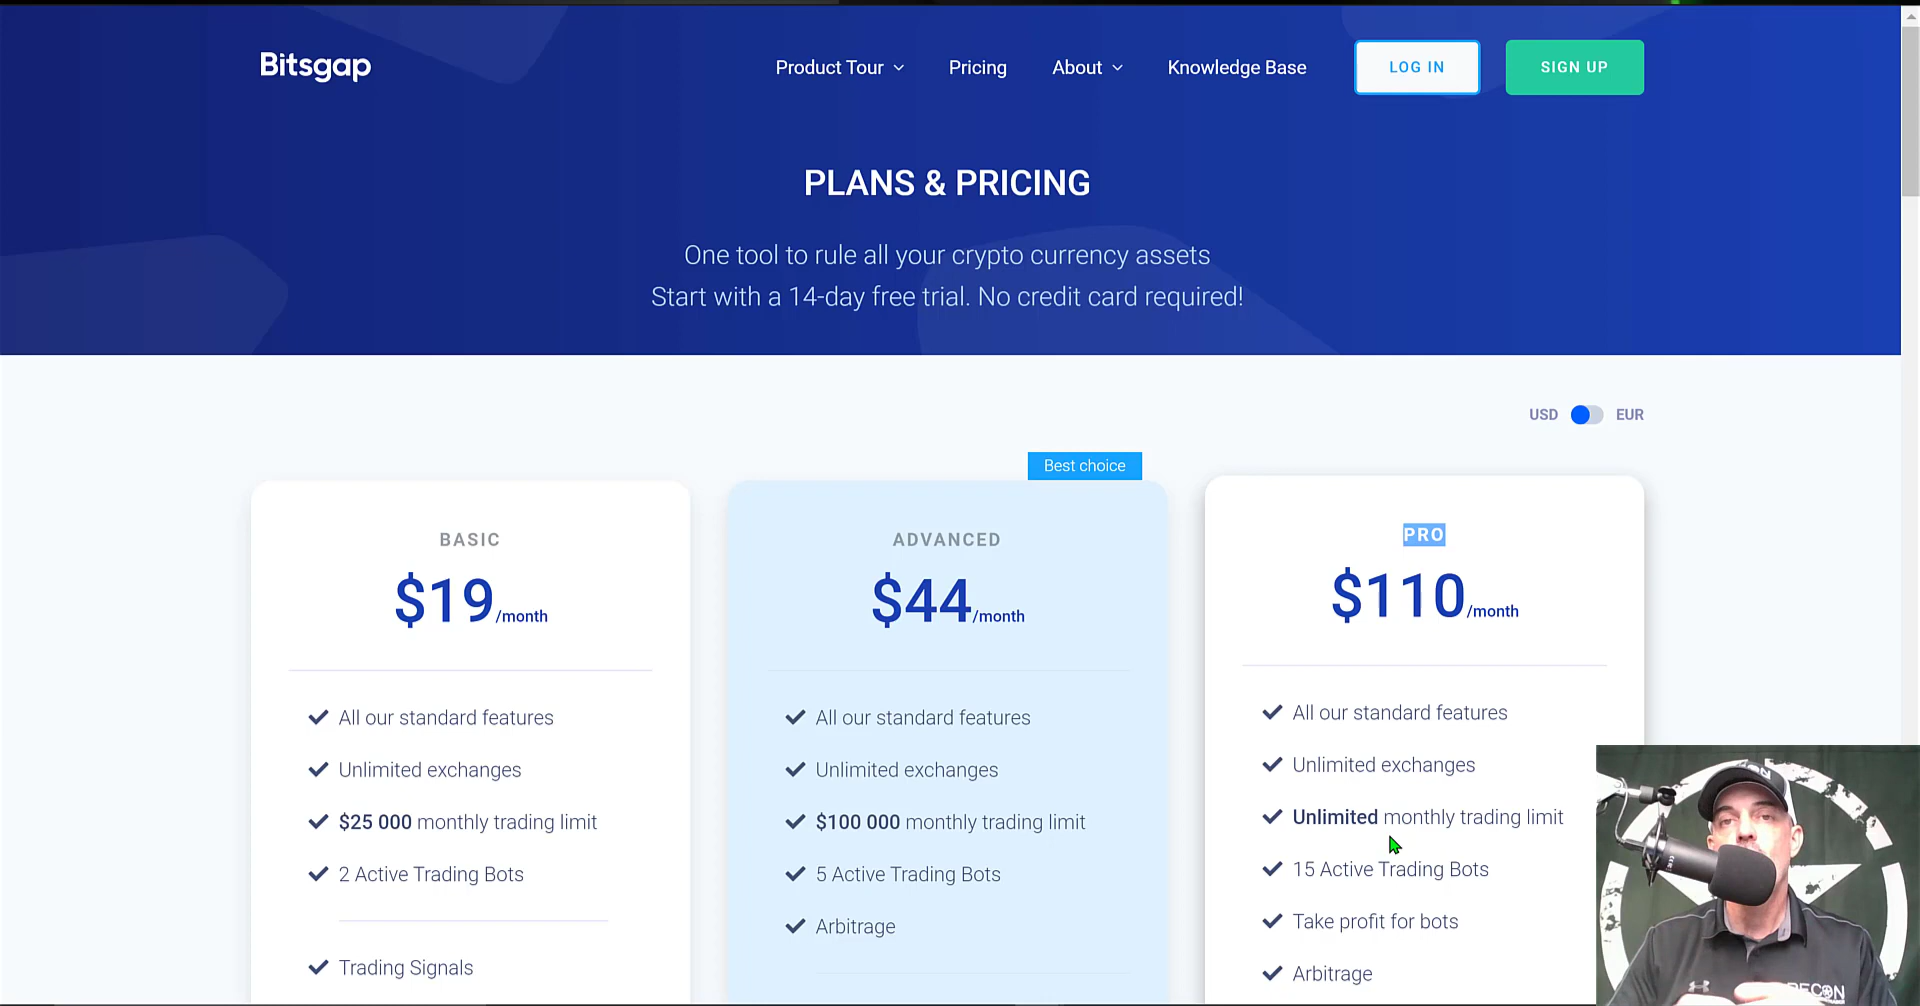 Bitsgap
Product Tour
Pricing
About
Knowledge Base
LOG IN
SIGN UP
PLANS & PRICING
One tool to rule all your crypto currency assets
Start with a 14-day free trial. No credit card required!
USD
EUR
BASIC
$19/month
All our standard features
Unlimited exchanges
$25 000 monthly trading limit
2 Active Trading Bots
Trading Signals
Best choice
ADVANCED
$44/month
All our standard features
Unlimited exchanges
$100 000 monthly trading limit
5 Active Trading Bots
Arbitrage
PRO
$110/month
All our standard features
Unlimited exchanges
Unlimited monthly trading limit
15 Active Trading Bots
Take profit for bots
Arbitrage